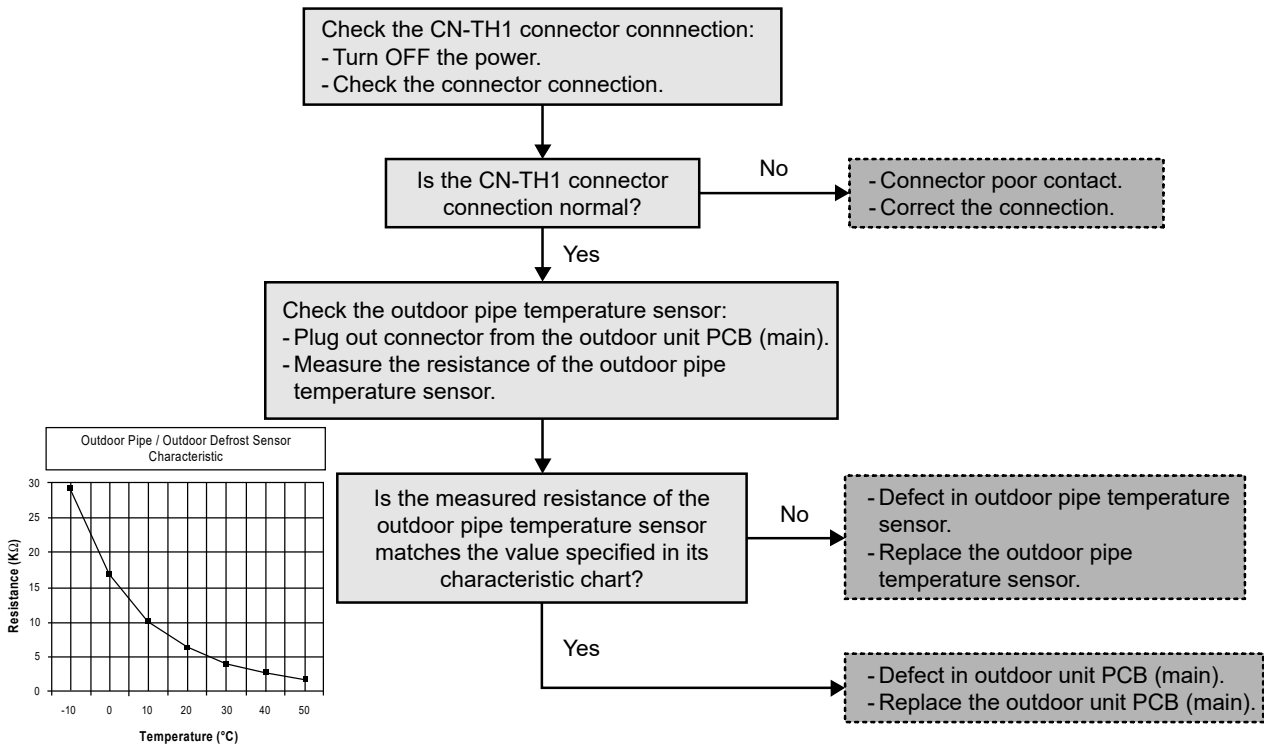 Check the CN-TH1 connector connnection:
- Turn OFF the power.
- Check the connector connection.
Is the CN-TH1 connector
connection normal?
No
- Connector poor contact.
- Correct the connection.
Yes
Check the outdoor pipe temperature sensor:
- Plug out connector from the outdoor unit PCB (main).
- Measure the resistance of the outdoor pipe
temperature sensor.
Outdoor Pipe / Outdoor Defrost Sensor
Characteristic
Resistance (KΩ)
30
25
20
15
10
5
0
-10 0 10 20 30 40 50
Temperature (°C)
Is the measured resistance of the
outdoor pipe temperature sensor
matches the value specified in its
characteristic chart?
No
- Defect in outdoor pipe temperature
sensor.
- Replace the outdoor pipe
temperature sensor.
Yes
- Defect in outdoor unit PCB (main).
- Replace the outdoor unit PCB (main).